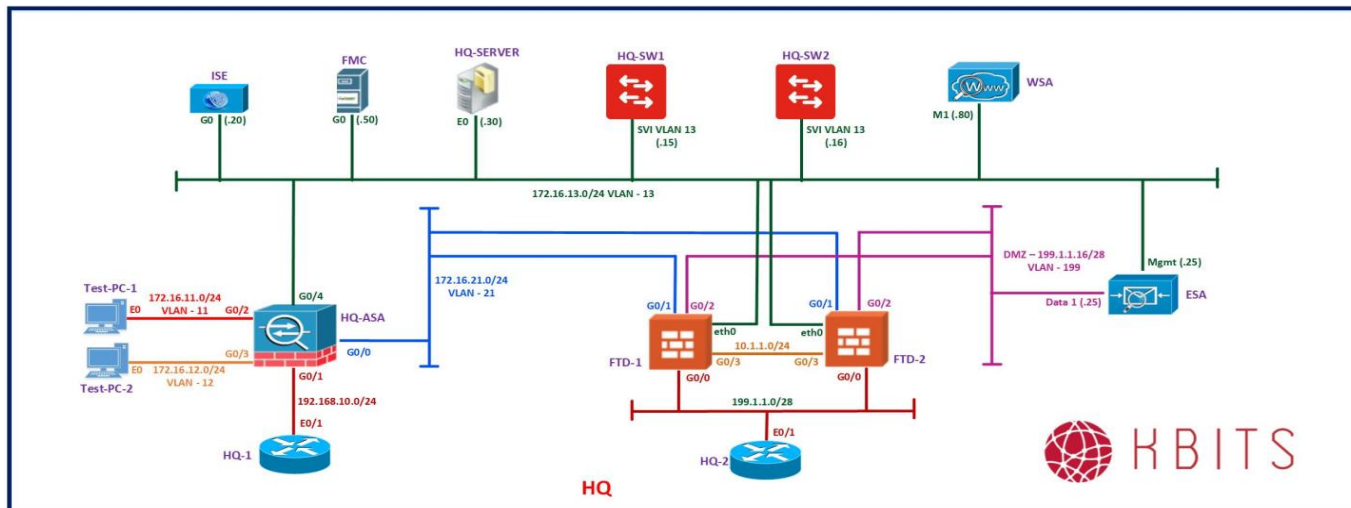 ISE
FMC
HQ-SERVER
HQ-SW1
HQ-SW2
WSA
G0 (.20)
G0 (.50)
E0 (.30)
SVI VLAN 13
(.15)
SVI VLAN 13
(.16)
Www
M1 (.80)
172.16.13.0/24 VLAN - 13
172.16.21.0/24
VLAN - 21
DMZ – 199.1.1.16/28
VLAN - 199
Mgmt (.25)
Data 1 (.25)
ESA
Test-PC-1
E0
172.16.11.0/24
VLAN - 11
G0/2
G0/4
HQ-ASA
G0/0
G0/3
E0
172.16.12.0/24
VLAN - 12
Test-PC-2
G0/1
192.168.10.0/24
E0/1
HQ-1
G0/1
G0/2
eth0
FTD-1
G0/3
G0/0
10.1.1.0/24
G0/1
G0/2
eth0
G0/3
FTD-2
G0/0
199.1.1.0/28
E0/1
HQ-2
HQ
KBITS